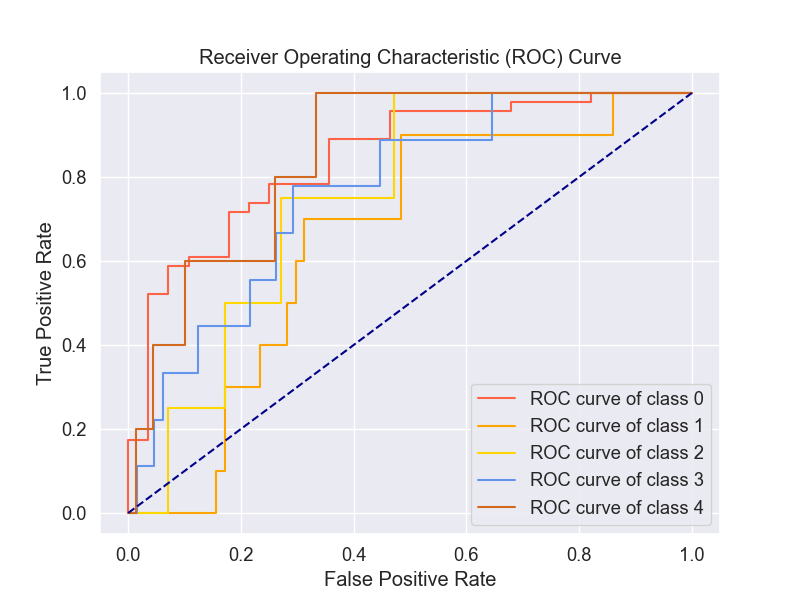 Receiver Operating Characteristic (ROC) Curve
True Positive Rate
1.0
0.8
0.6
0.4
0.2
0.0
ROC curve of class 0
ROC curve of class 1
ROC curve of class 2
ROC curve of class 3
ROC curve of class 4
0.0 0.2 0.4 0.6 0.8 1.0
False Positive Rate